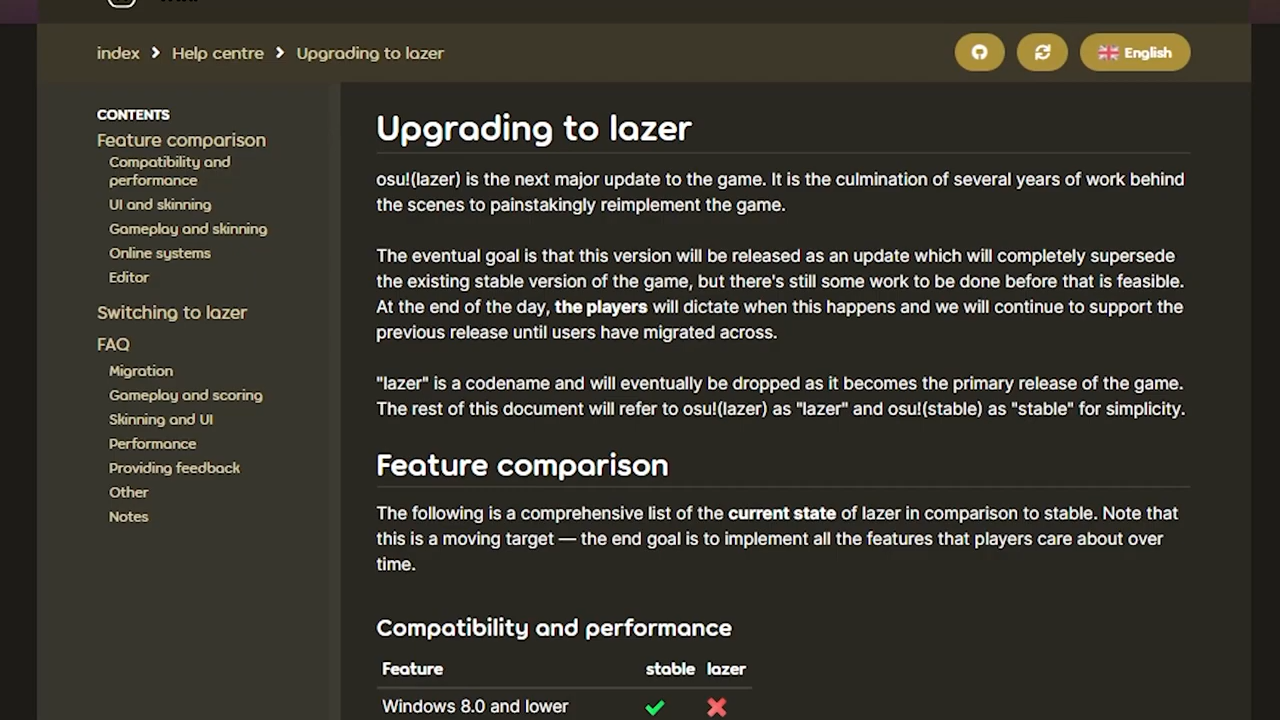 index > Help centre > Upgrading to lazer
English
CONTENTS
Feature comparison
Compatibility and
performance
UI and skinning
Gameplay and skinning
Online systems
Editor
Switching to lazer
FAQ
Migration
Gameplay and scoring
Skinning and UI
Performance
Providing feedback
Other
Notes
Upgrading to lazer
osu!(lazer) is the next major update to the game. It is the culmination of several years of work behind
the scenes to painstakingly reimplement the game.
The eventual goal is that this version will be released as an update which will completely supersede
the existing stable version of the game, but there's still some work to be done before that is feasible.
At the end of the day, the players will dictate when this happens and we will continue to support the
previous release until users have migrated across.
"lazer" is a codename and will eventually be dropped as it becomes the primary release of the game.
The rest of this document will refer to osu!(lazer) as "lazer" and osu!(stable) as "stable" for simplicity.
Feature comparison
The following is a comprehensive list of the current state of lazer in comparison to stable. Note that
this is a moving target — the end goal is to implement all the features that players care about over
time.
Compatibility and performance
Feature stable lazer
Windows 8.0 and lower